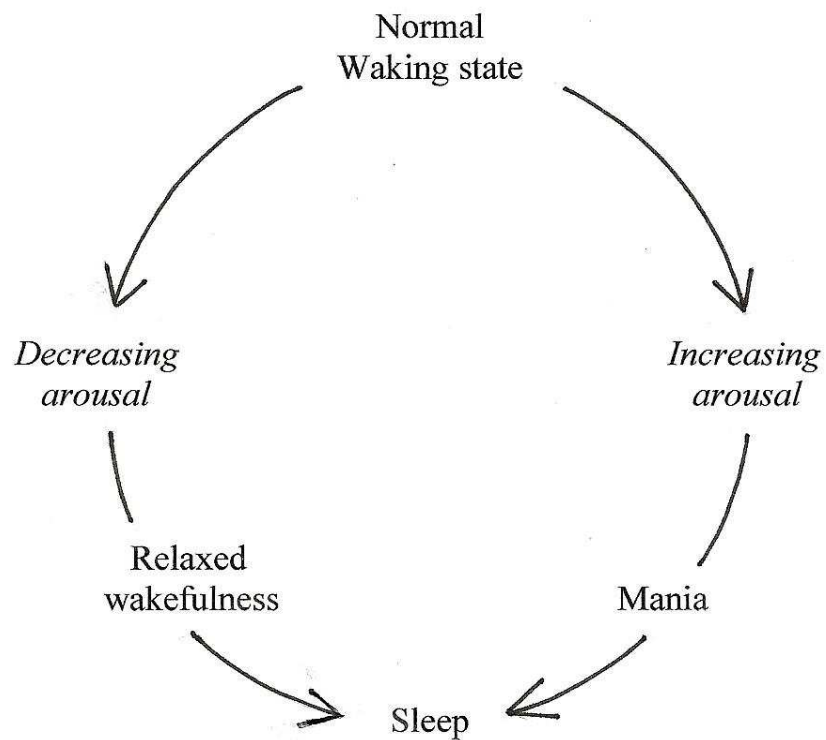 Normal
Waking state
Decreasing
arousal
Increasing
arousal
Relaxed
wakefulness
Mania
Sleep